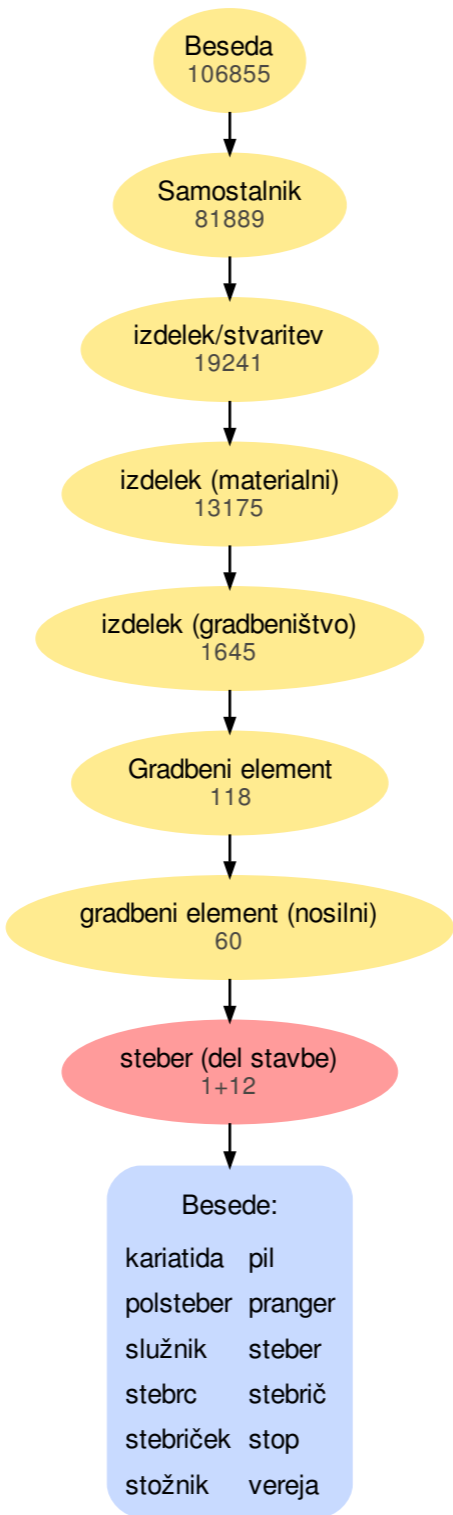 Beseda
106855
Samostalnik
81889
izdelek/stvaritev
19241
izdelek (materialni)
13175
izdelek (gradbeništvo)
1645
Gradbeni element
118
gradbeni element (nosilni)
60
steber (del stavbe)
1+12
Besede:
kariatida pil
polsteber pranger
služnik steber
stebrc stebrič
stebriček stop
stožnik vereja